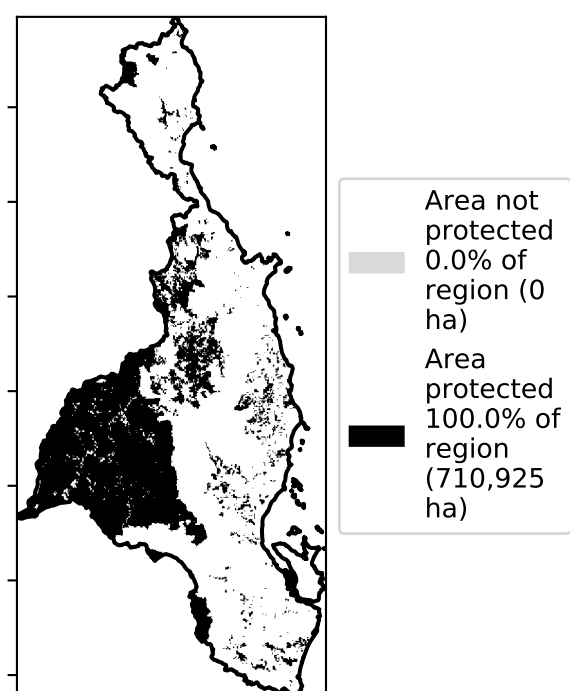 Area not
protected
0.0% of
region (0
ha)
Area
protected
100.0% of
region
(710,925
ha)